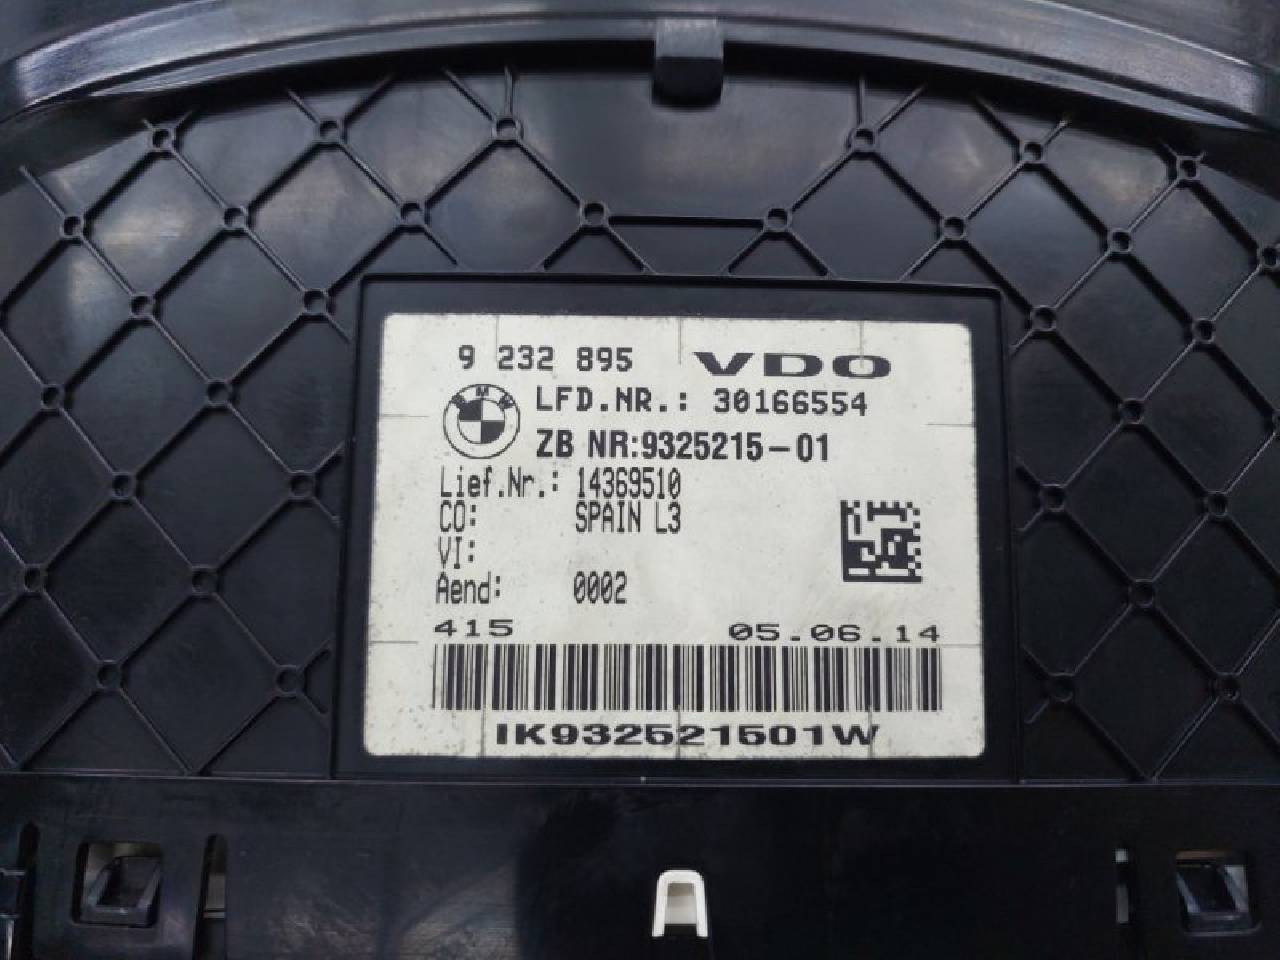 9 232 895 VDO
BMW LFD.NR.: 30166554
ZB NR:9325215-01
Lief.Nr.: 14369510
CO: SPAIN L3
VI:
Aend: 0002
415 05.06.14
IK932521501W